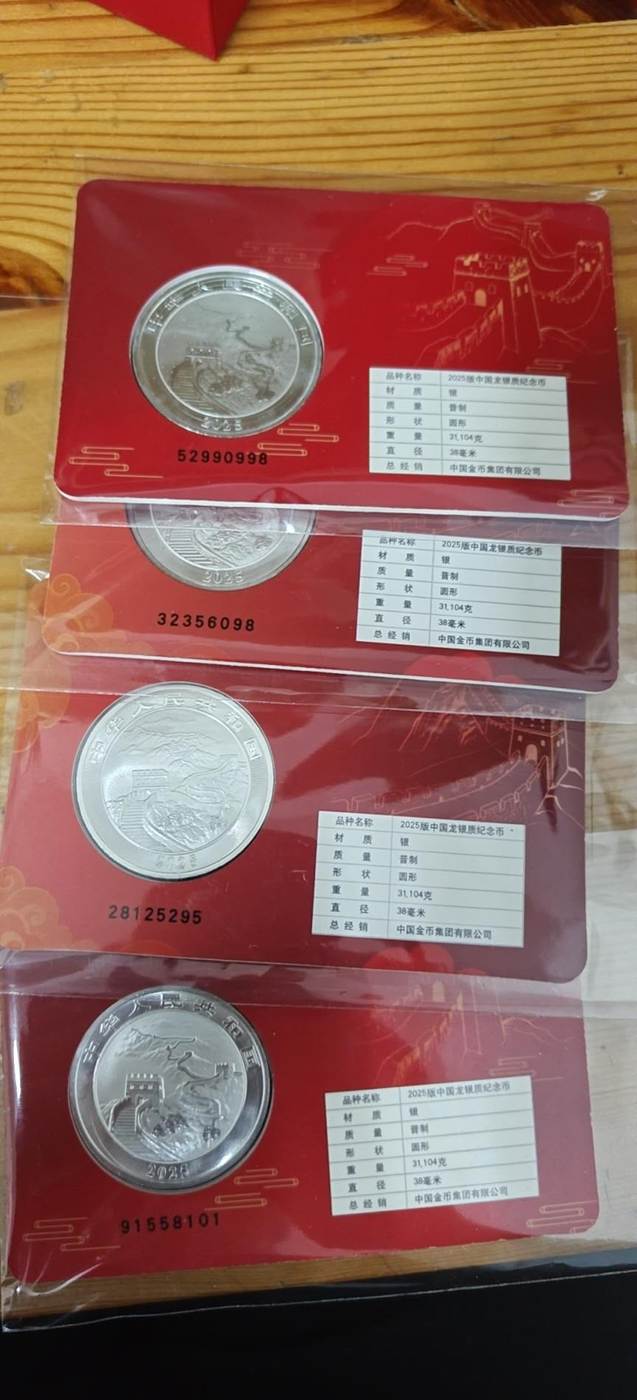 中华人民共和国
2025
52990998
品种名称 2025版中国龙银质纪念币
材 质 银
质 量 普制
形 状 圆形
重 量 31,104克
直 径 38毫米
总经销 中国金币集团有限公司
2025
32356098
品种名称 2025版中国龙银质纪念币
材 质 银
质 量 普制
形 状 圆形
重 量 31,104克
直 径 38毫米
总经销 中国金币集团有限公司
中华人民共和国
2025
28125295
品种名称 2025版中国龙银质纪念币
材 质 银
质 量 普制
形 状 圆形
重 量 31,104克
直 径 38毫米
总经销 中国金币集团有限公司
中华人民共和国
2025
91558101
品种名称 2025版中国龙银质纪念币
材 质 银
质 量 普制
形 状 圆形
重 量 31,104克
直 径 38毫米
总经销 中国金币集团有限公司